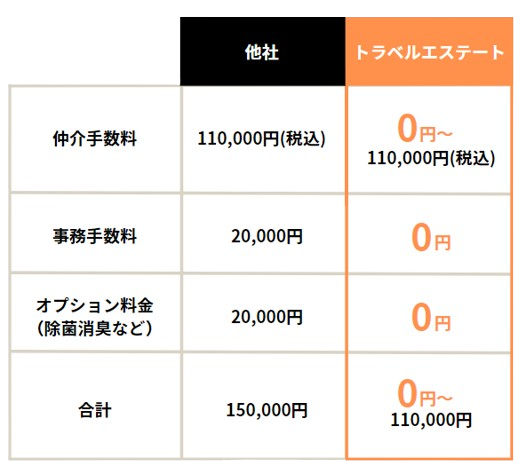 他社
トラベルエステート
仲介手数料
110,000円(税込)
0円〜
110,000円(税込)
事務手数料
20,000円
0円
オプション料金
（除菌消臭など）
20,000円
0円
合計
150,000円
0円〜
110,000円